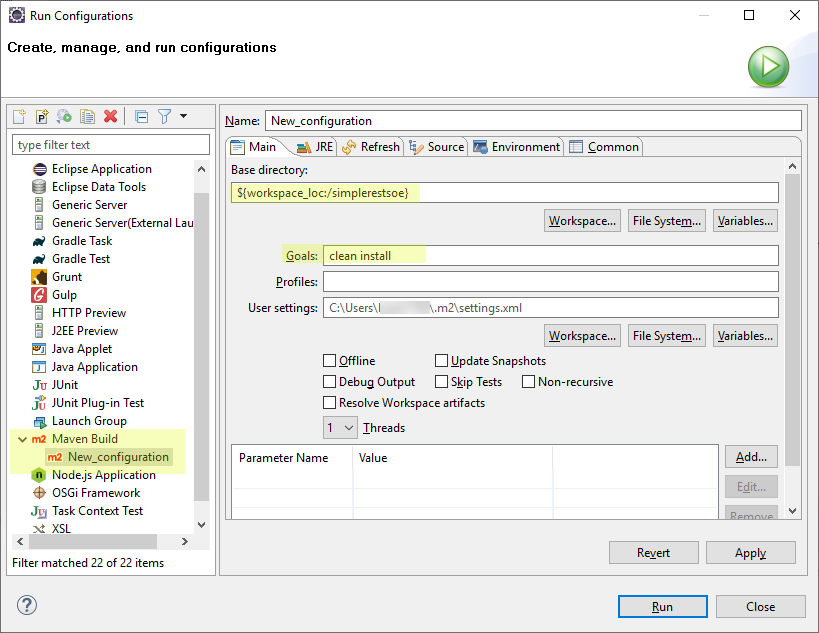 Run Configurations
Create, manage, and run configurations
type filter text
Eclipse Application
Eclipse Data Tools
Generic Server
Generic Server(External Lau
Gradle Task
Gradle Test
Grunt
Gulp
HTTP Preview
J2EE Preview
Java Applet
Java Application
JUnit
JUnit Plug-in Test
Launch Group
Maven Build
New_configuration
Node.js Application
OSGi Framework
Task Context Test
XSL
Filter matched 22 of 22 items
Name: New_configuration
Main JRE Refresh Source Environment Common
Base directory:
${workspace_loc:/simplerestsoe}
Workspace... File System... Variables...
Goals: clean install
Profiles:
User settings: C:\Users\ \.m2\settings.xml
Workspace... File System... Variables...
Offline Update Snapshots
Debug Output Skip Tests Non-recursive
Resolve Workspace artifacts
1 Threads
Parameter Name Value
Add...
Edit...
Remove
Revert Apply
Run Close